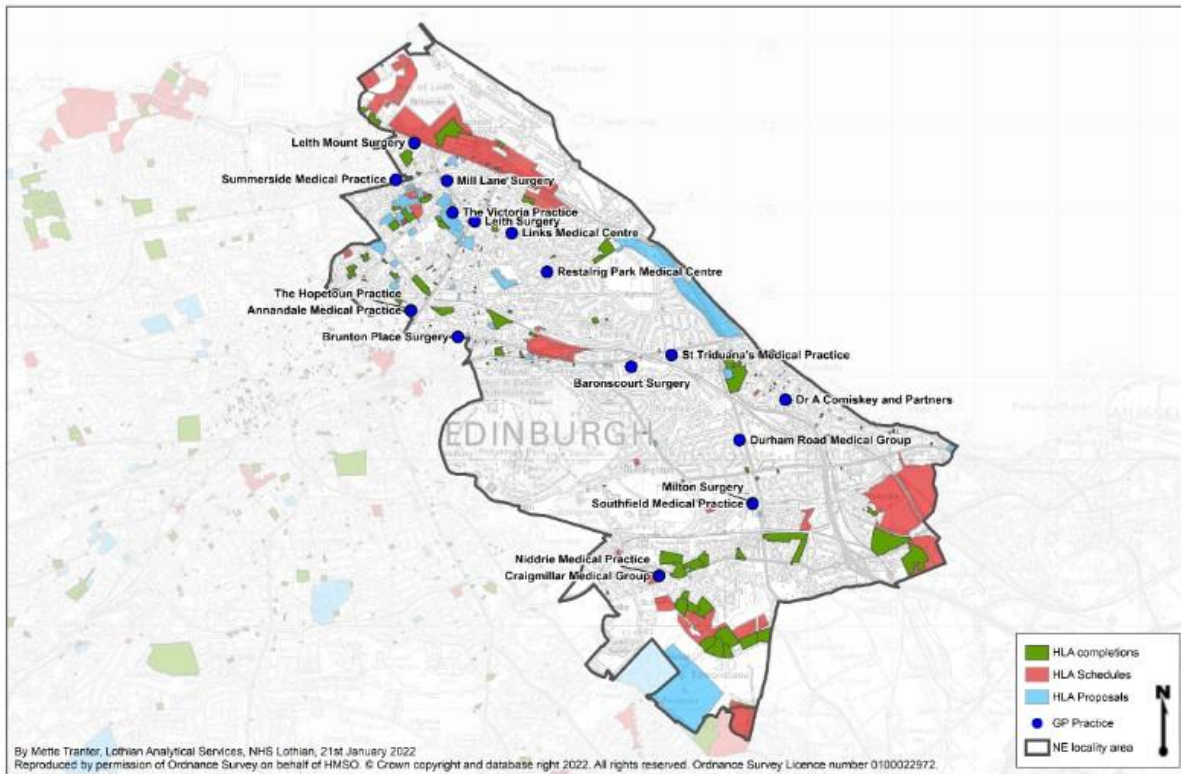 Leith Mount Surgery
Summerside Medical Practice
Mill Lane Surgery
The Victoria Practice
Leith Surgery
Links Medical Centre
Restalrig Park Medical Centre
The Hopetoun Practice
Annandale Medical Practice
Brunton Place Surgery
St Triduana's Medical Practice
Baronscourt Surgery
Dr A Comiskey and Partners
EDINBURGH
Durham Road Medical Group
Milton Surgery
Southfield Medical Practice
Niddrie Medical Practice
Craigmillar Medical Group
HLA completions
HLA Schedules
HLA Proposals
GP Practice
NE locality area
N
By Mette Tranter, Lothian Analytical Services, NHS Lothian, 21st January 2022
Reproduced by permission of Ordnance Survey on behalf of HMSO. © Crown copyright and database right 2022. All rights reserved. Ordnance Survey Licence number 0100022972.